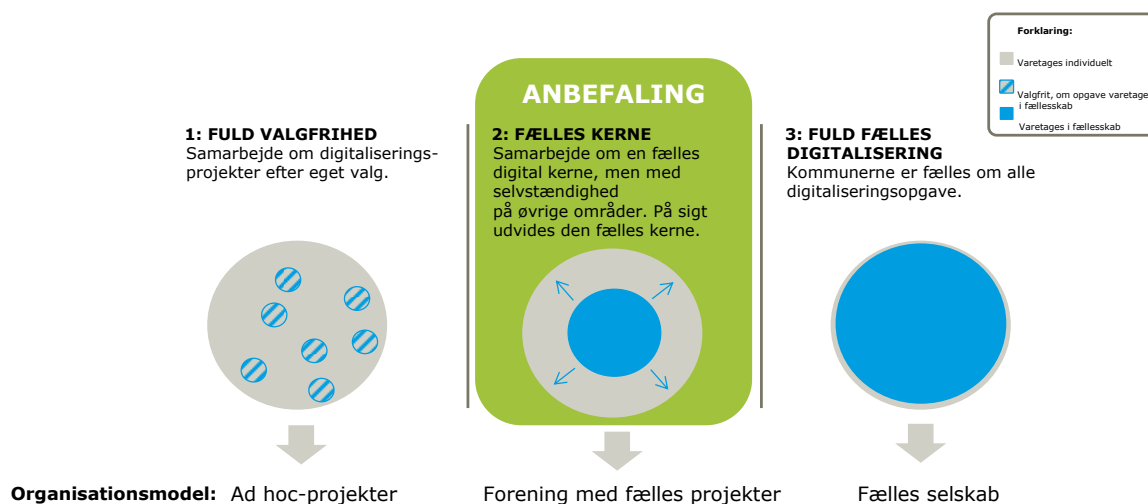 Forklaring:
Varetages individuelt
Valgfrit, om opgave varetage
i fællesskab
Varetages i fællesskab
ANBEFALING
1: FULD VALGFRIHED
Samarbejde om digitaliserings-
projekter efter eget valg.
2: FÆLLES KERNE
Samarbejde om en fælles
digital kerne, men med
selvstændighed
på øvrige områder. På sigt
udvides den fælles kerne.
3: FULD FÆLLES
DIGITALISERING
Kommunerne er fælles om alle
digitaliseringsopgave.
Organisationsmodel: Ad hoc-projekter
Forening med fælles projekter
Fælles selskab